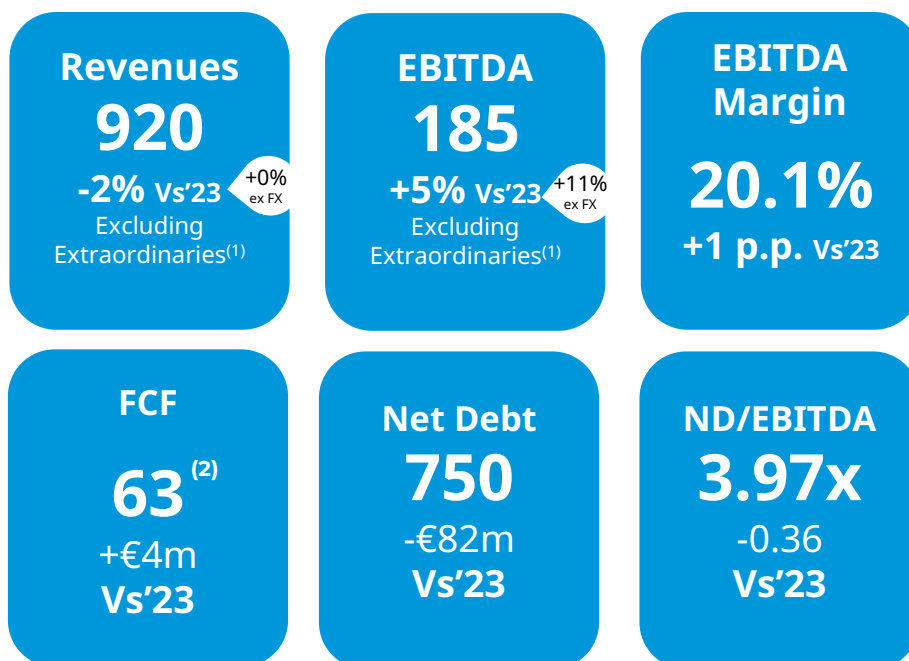 Revenues
920
-2% Vs’23
+0%
ex FX
Excluding
Extraordinaries(1)
EBITDA
185
+5% Vs’23
+11%
ex FX
Excluding
Extraordinaries(1)
EBITDA
Margin
20.1%
+1 p.p. Vs’23
FCF
63 (2)
+€4m
Vs’23
Net Debt
750
-€82m
Vs’23
ND/EBITDA
3.97x
-0.36
Vs’23